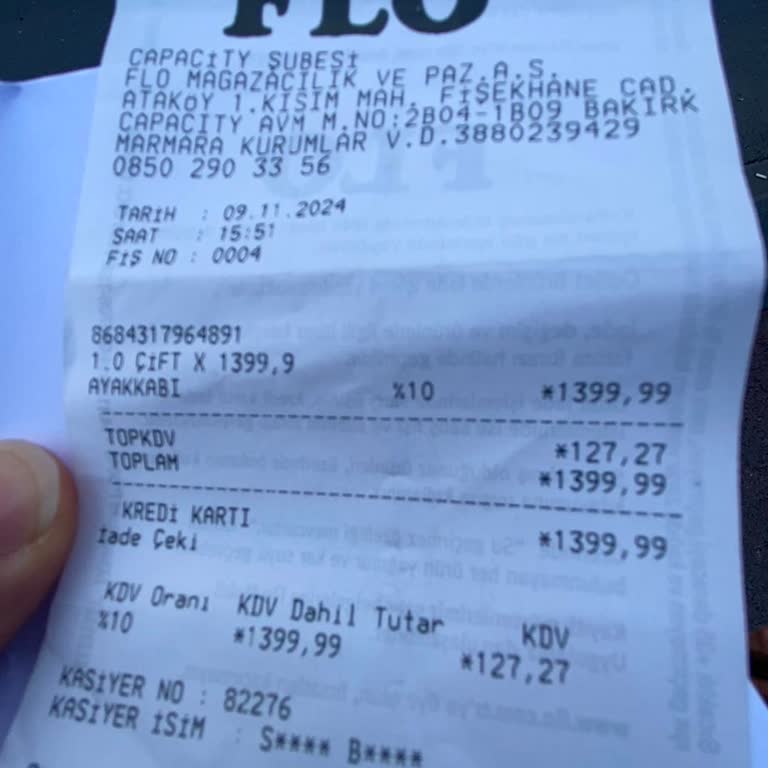 FLO
CAPACİTY ŞUBESİ
FLO MAGAZACILIK VE PAZ.A.S.
ATAKöY 1.KISIM MAH. FİŞEKHANE CAD.
CAPACİTY AVM M.NO:2B04-1B09 BAKIRK
MARMARA KURUMLAR V.D.3880239429
0850 290 33 56
TARİH : 09.11.2024
SAAT : 15:51
FİŞ NO : 0004
8684317964891
1.0 ÇİFT X 1399,9
AYAKKABI %10 *1399,99
TOPKDV *127,27
TOPLAM *1399,99
KREDİ KARTI *1399,99
İade Çeki
KDV Oranı KDV Dahil Tutar KDV
%10 *1399,99 *127,27
KASİYER NO : 82276
KASİYER İSİM : S**** B****